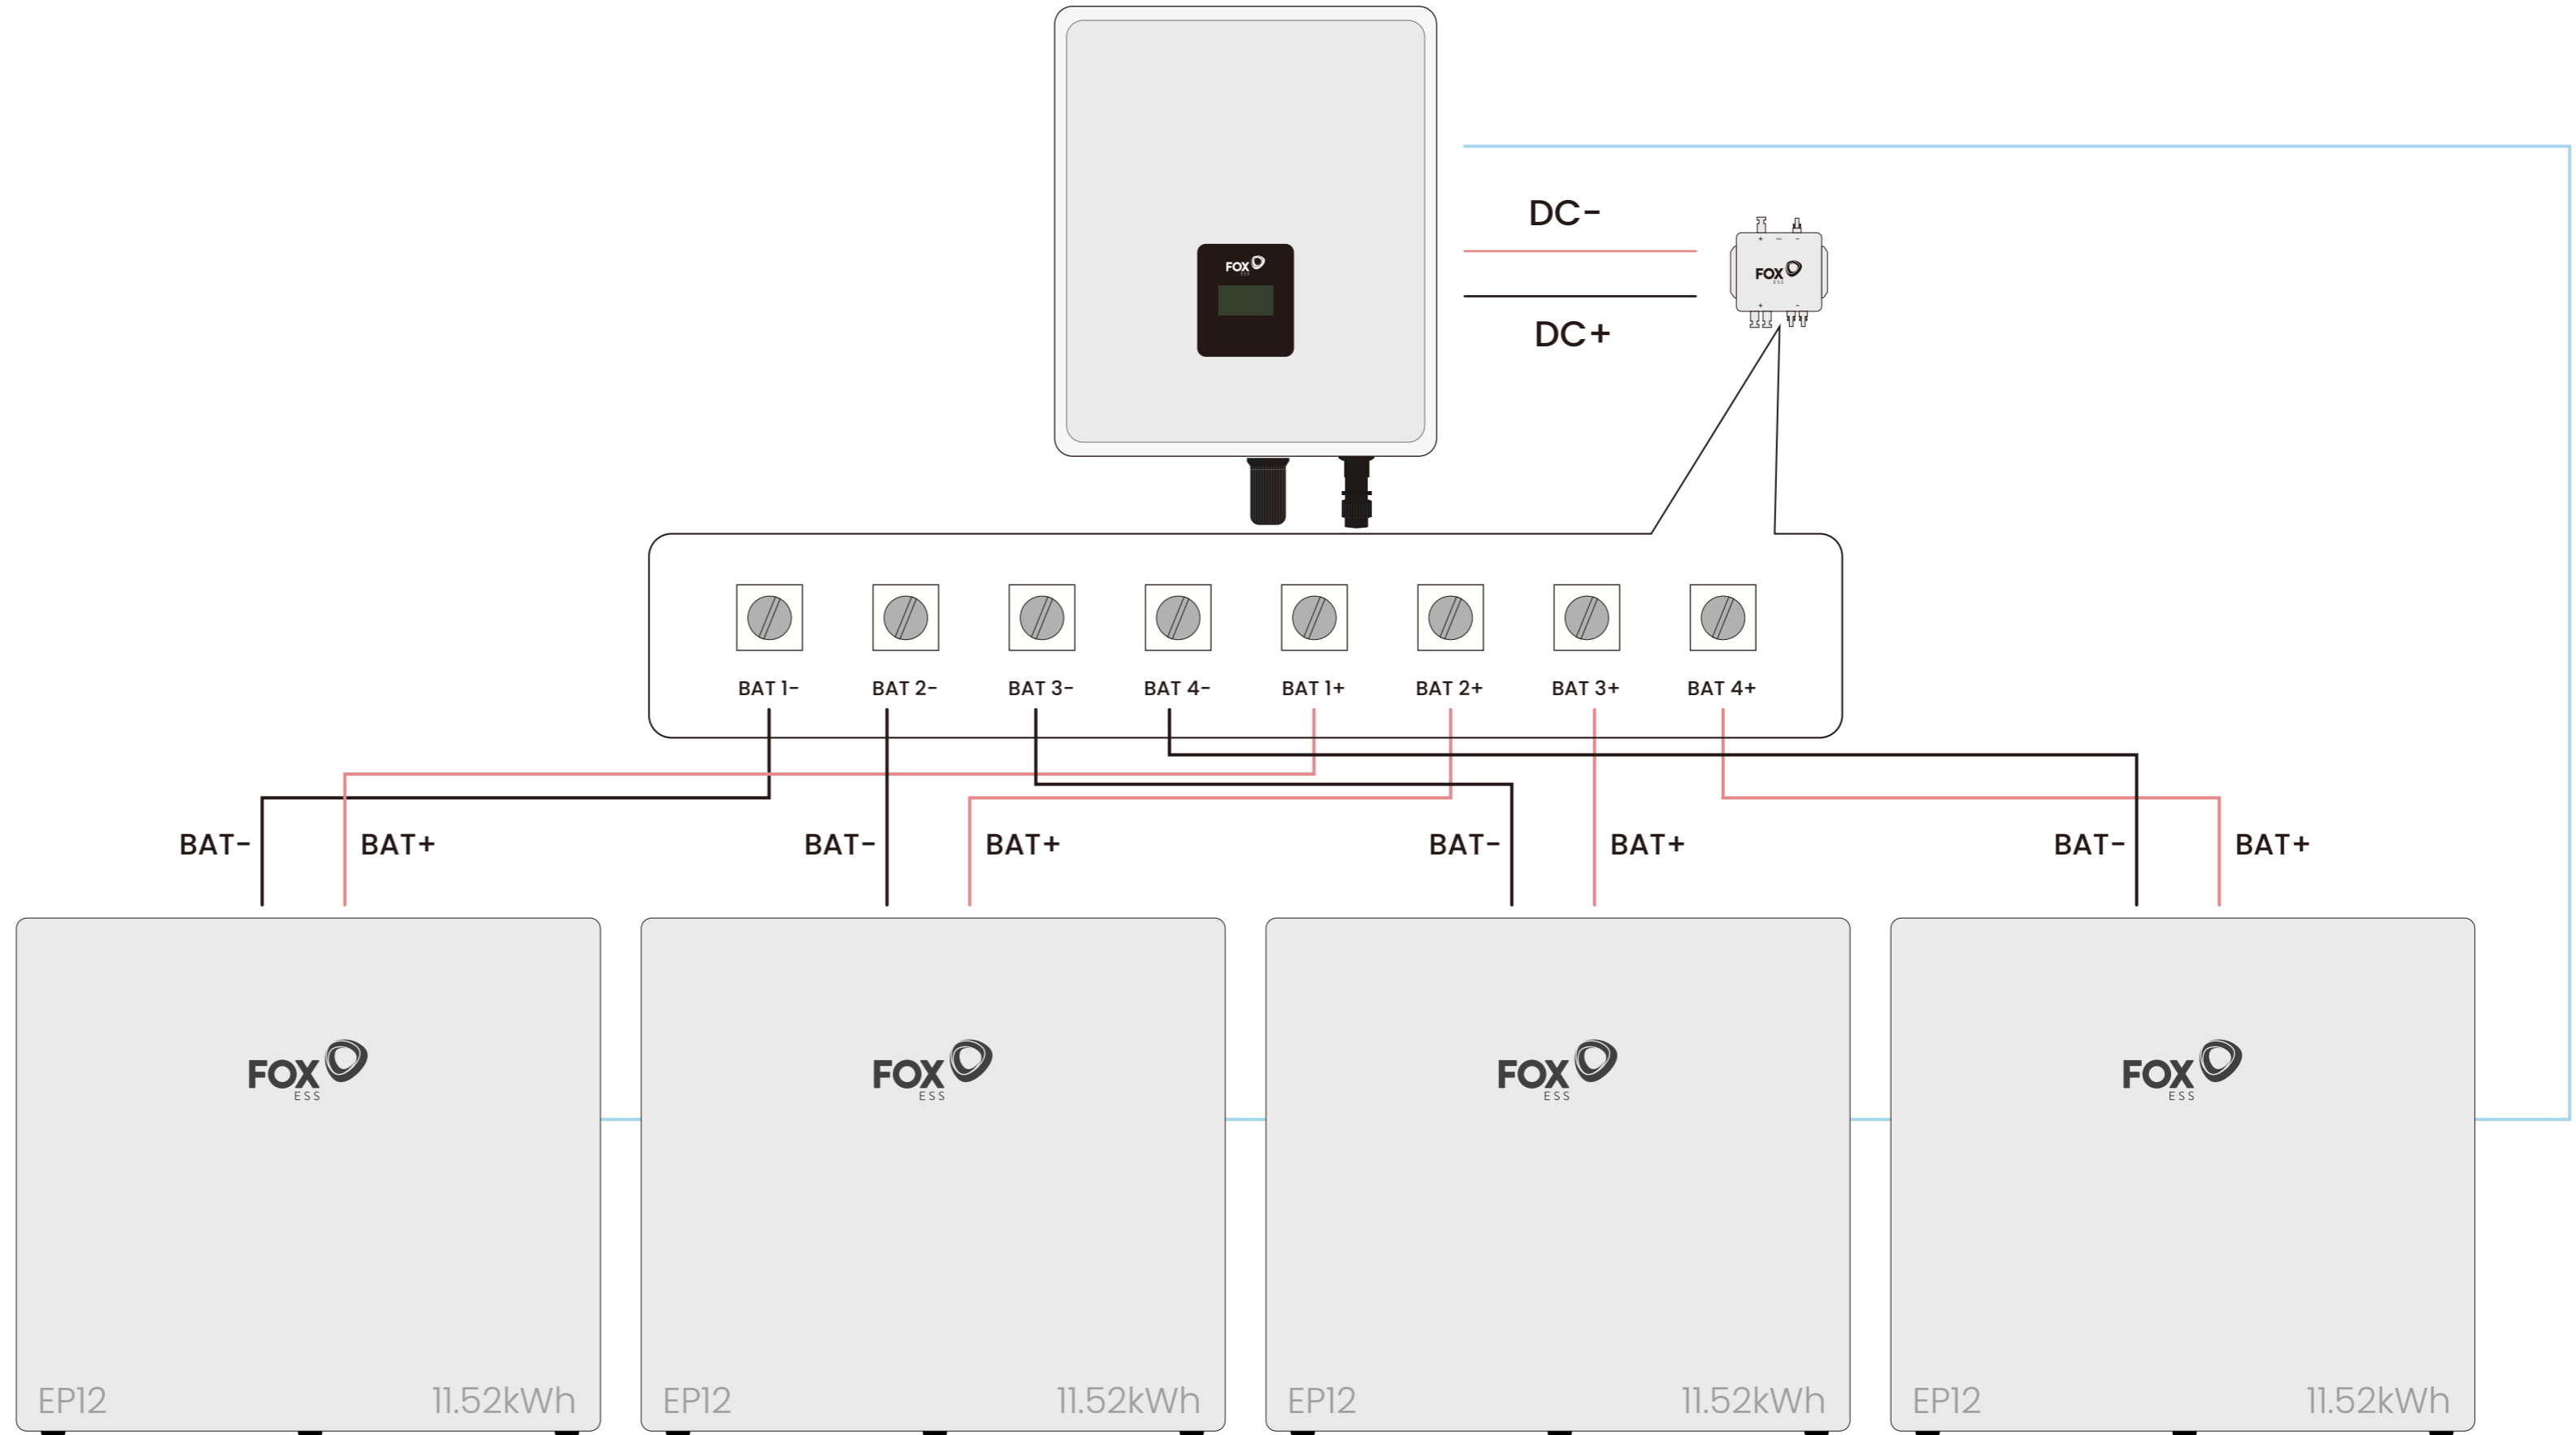 DC-
FOX
ESS
FOX
ESS
DC+
BAT 1-
BAT 2-
BAT 3-
BAT 4-
BAT 1+
BAT 2+
BAT 3+
BAT 4+
BAT-
BAT+
BAT-
BAT+
BAT-
BAT+
BAT-
BAT+
FOX
ESS
FOX
ESS
FOX
ESS
FOX
ESS
EP12
11.52kWh
EP12
11.52kWh
EP12
11.52kWh
EP12
11.52kWh